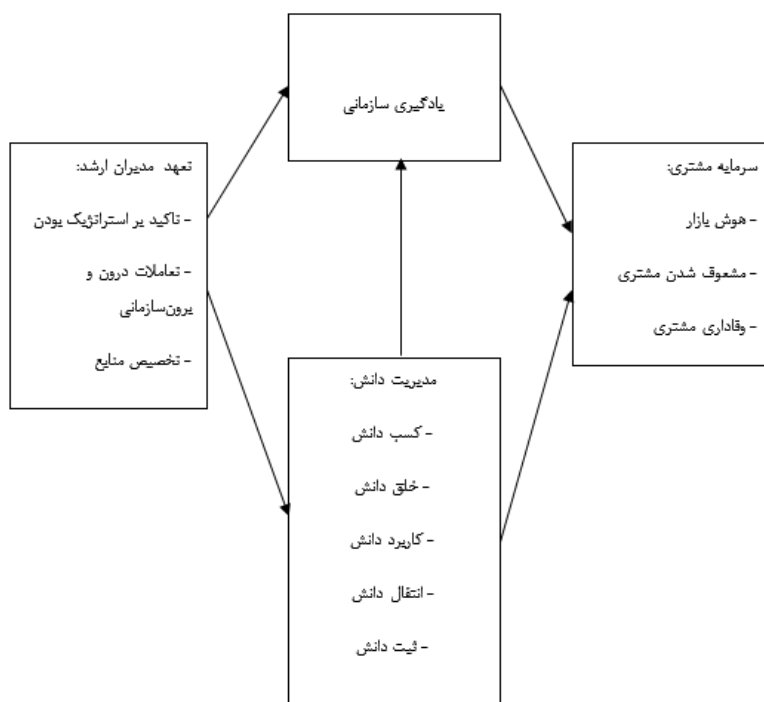 یادگیری سازمانی
تعهد مدیران ارشد:
- تاکید بر استراتژیک بودن
- تعاملات درون و
برون‌سازمانی
- تخصیص منابع
سرمایه مشتری:
- هوش بازار
- مشعوف شدن مشتری
- وفاداری مشتری
مدیریت دانش:
- کسب دانش
- خلق دانش
- کاربرد دانش
- انتقال دانش
- ثبت دانش